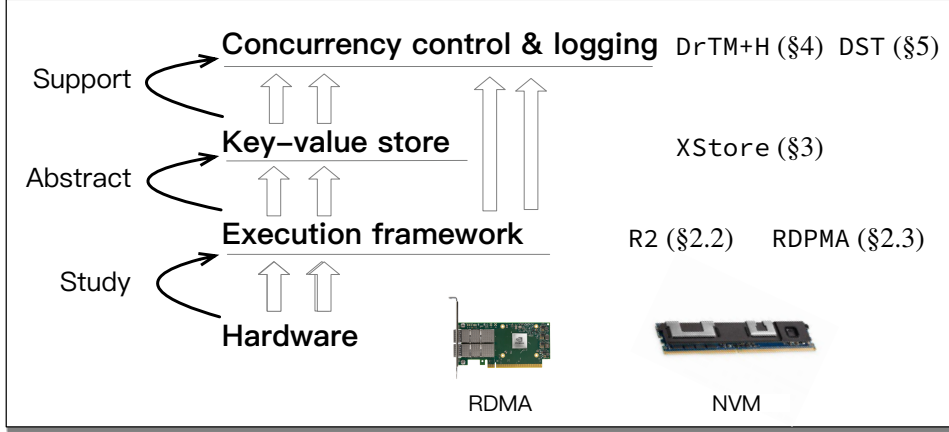 Concurrency control & logging DrTM+H (§4) DST (§5)
Support
Key-value store
XStore (§3)
Abstract
Execution framework
R2 (§2.2) RDPMA (§2.3)
Study
Hardware
RDMA NVM